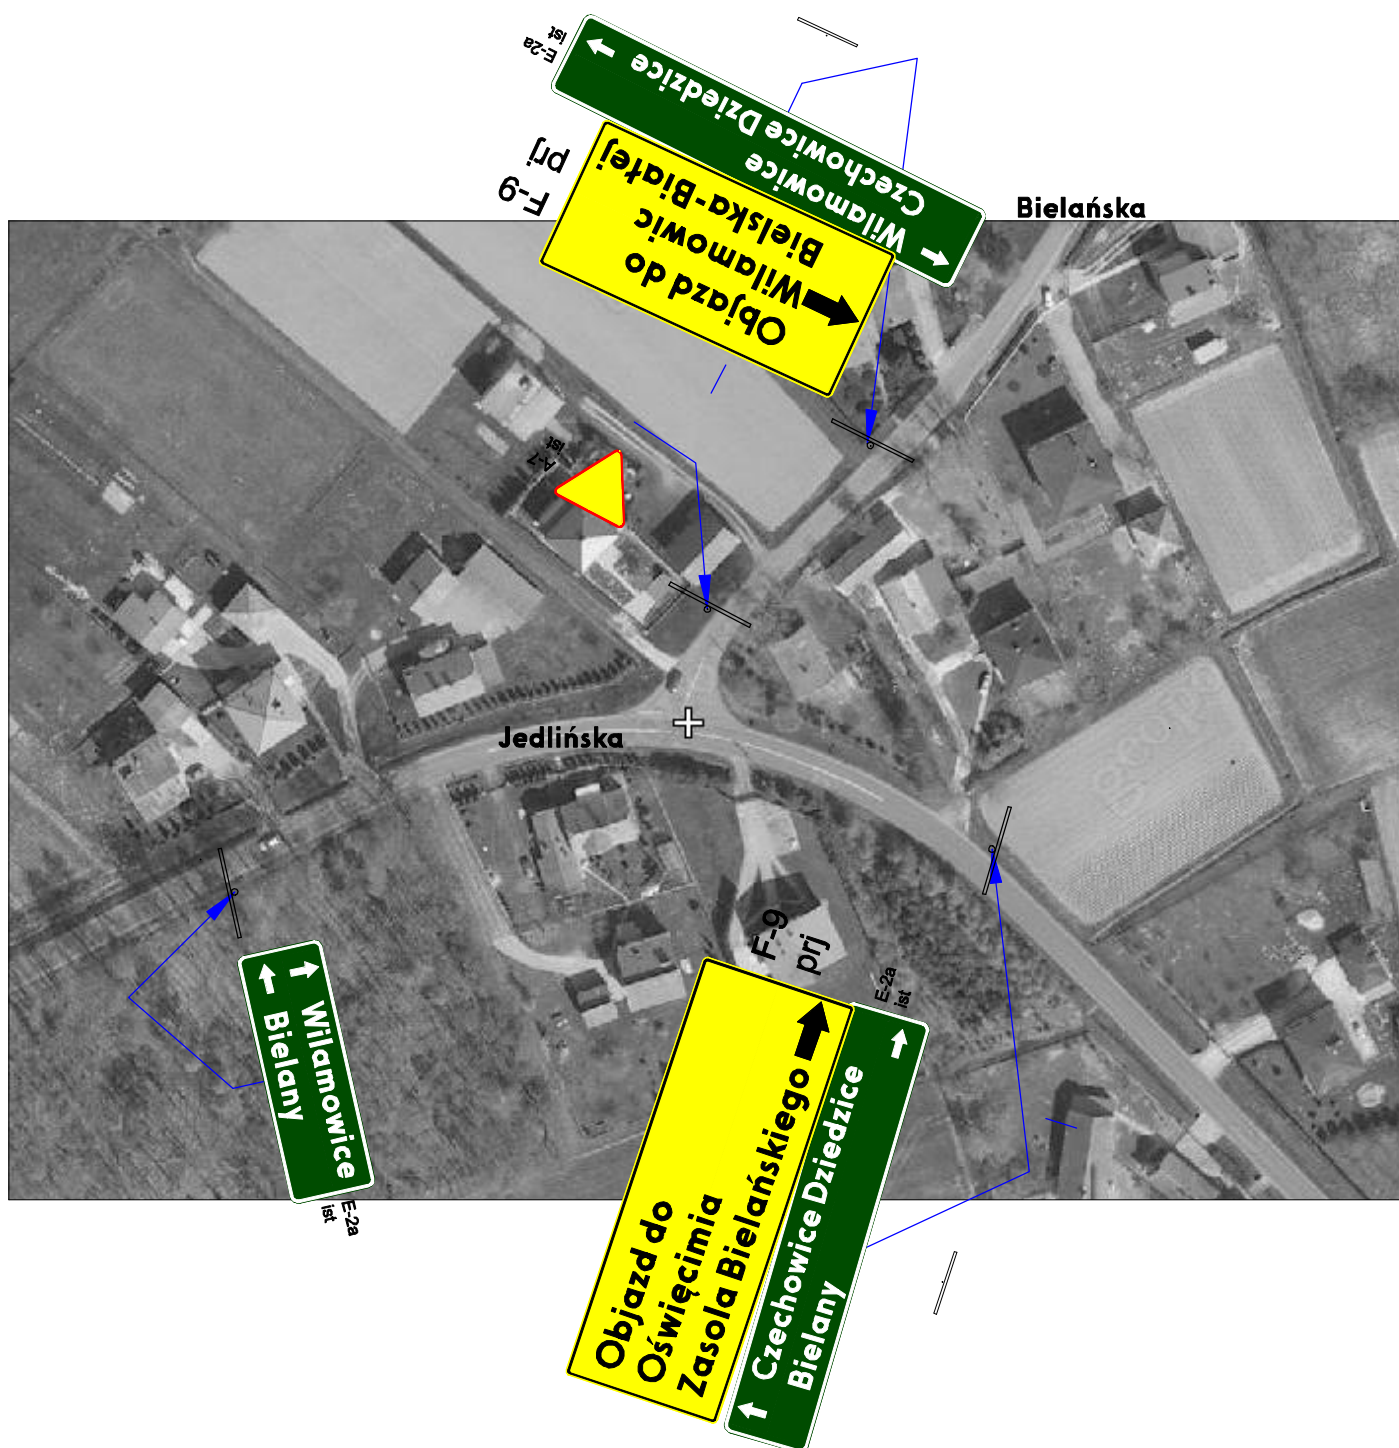 E-2a
ist
Wilamowice
Czechowice Dziedzice
F-9
prj
Objazd do
Wilamowic
Bielska-Białej
Bielańska
A-7
ist
Jedlińska
Wilamowice
Bielany
E-2a
ist
F-9
prj
Objazd do
Oświęcimia
Zasola Bielańskiego
E-2a
ist
Czechowice Dziedzice
Bielany